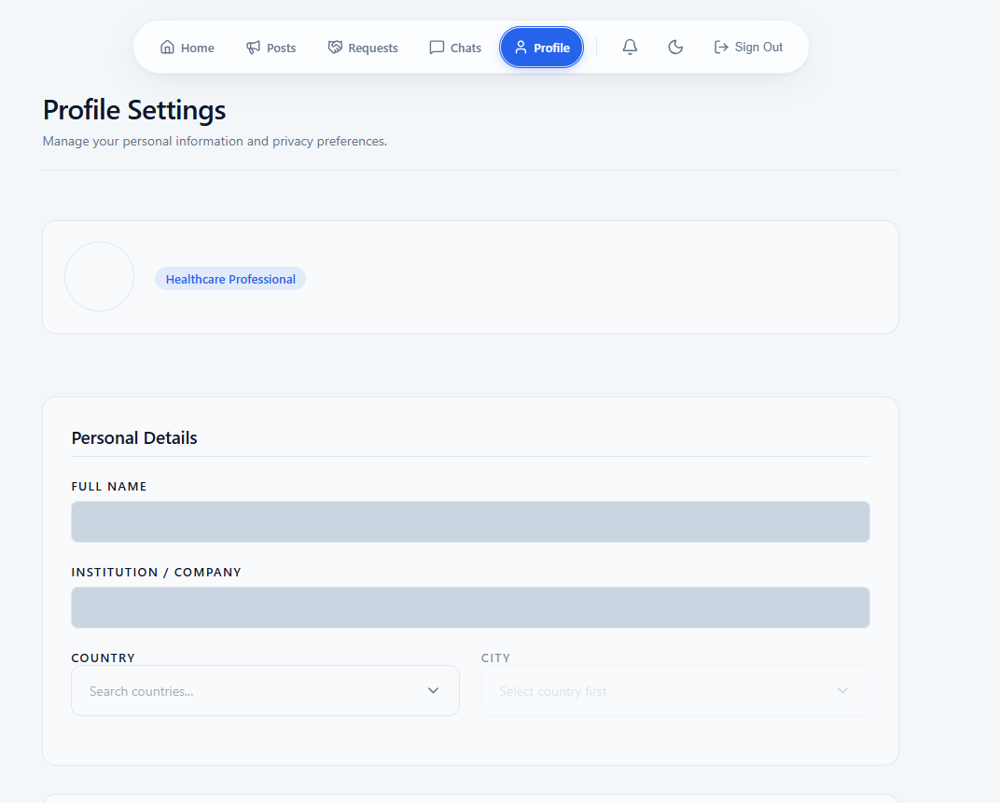 Home Posts Requests Chats Profile Sign Out
Profile Settings
Manage your personal information and privacy preferences.
Healthcare Professional
Personal Details
FULL NAME
INSTITUTION / COMPANY
COUNTRY CITY
Search countries... Select country first